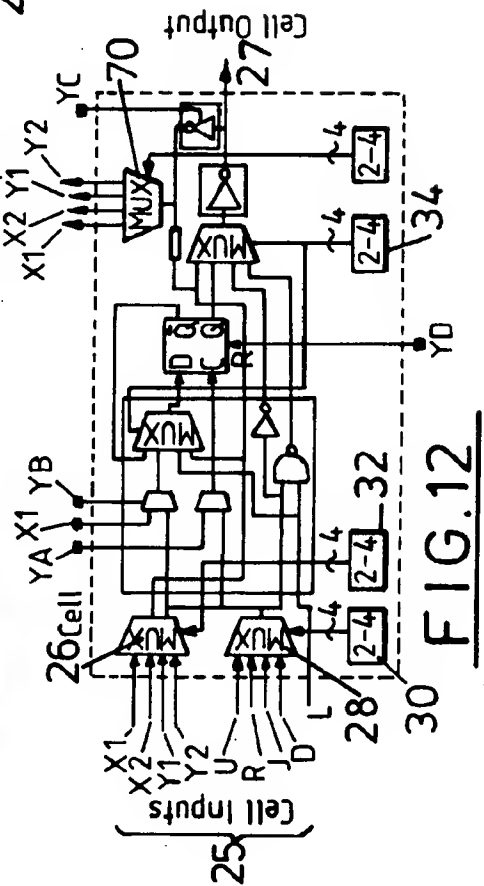 2
X1
X2
Y1
Y2
70
YC
Cell Output
27
YA
X1
YB
26
Cell
MUX
MUX
MUX
MUX
MUX
D
Q
C
Q
R
X1
X2
Y1
Y2
U
R
J
D
L
Cell Inputs
25
28
30
2-4
4
2-4
4
32
2-4
4
34
2-4
4
YD
FIG.12